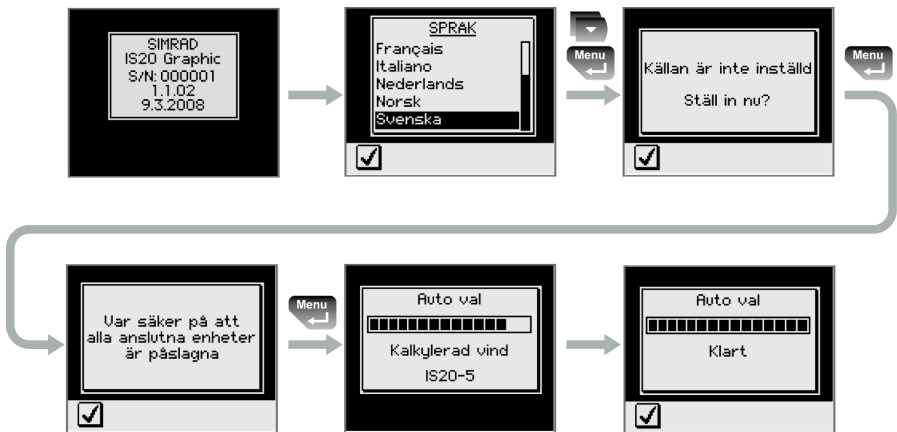 SIMRAD
IS20 Graphic
S/N: 000001
1.1.02
9.3.2008
SPRAK
Français
Italiano
Nederlands
Norsk
Svenska
Menu
Källan är inte inställd
Ställ in nu?
Menu
Var säker på att
alla anslutna enheter
är påslagna
Menu
Auto val
Kalkylerad vind
IS20-5
Auto val
Klart